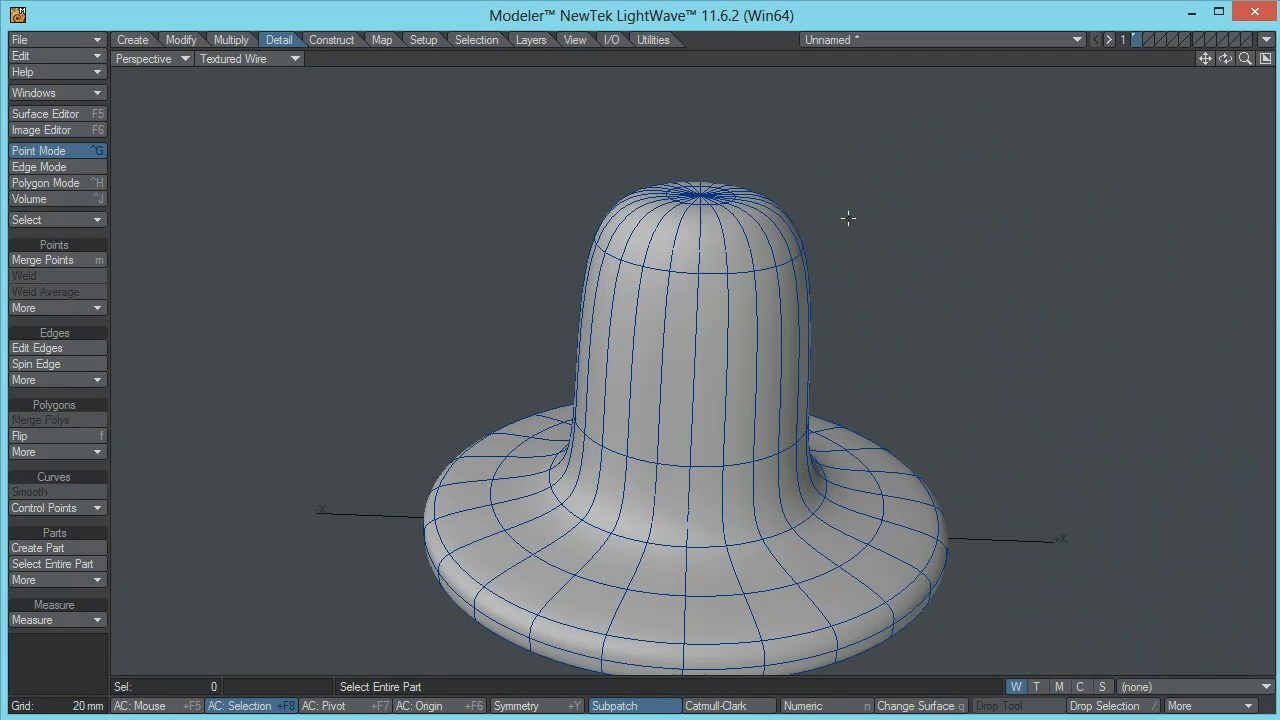 Modeler™ NewTek LightWave™ 11.6.2 (Win64)
File Create Modify Multiply Detail Construct Map Setup Selection Layers View I/O Utilities Unnamed * 1
Edit Perspective Textured Wire
Help
Windows
Surface Editor F5
Image Editor F6
Point Mode ^G
Edge Mode
Polygon Mode ^H
Volume ^J
Select
Points
Merge Points m
Weld
Weld Average
More
Edges
Edit Edges
Spin Edge
More
Polygons
Merge Polys
Flip f
More
Curves
Smooth
Control Points
-X
+X
Parts
Create Part
Select Entire Part
More
Measure
Measure
Sel: 0 Select Entire Part W T M C S (none)
Grid: 20 mm AC: Mouse +F5 AC: Selection +F8 AC: Pivot +F7 AC: Origin +F6 Symmetry +Y Subpatch Catmull-Clark Numeric n Change Surface q Drop Tool Drop Selection / More